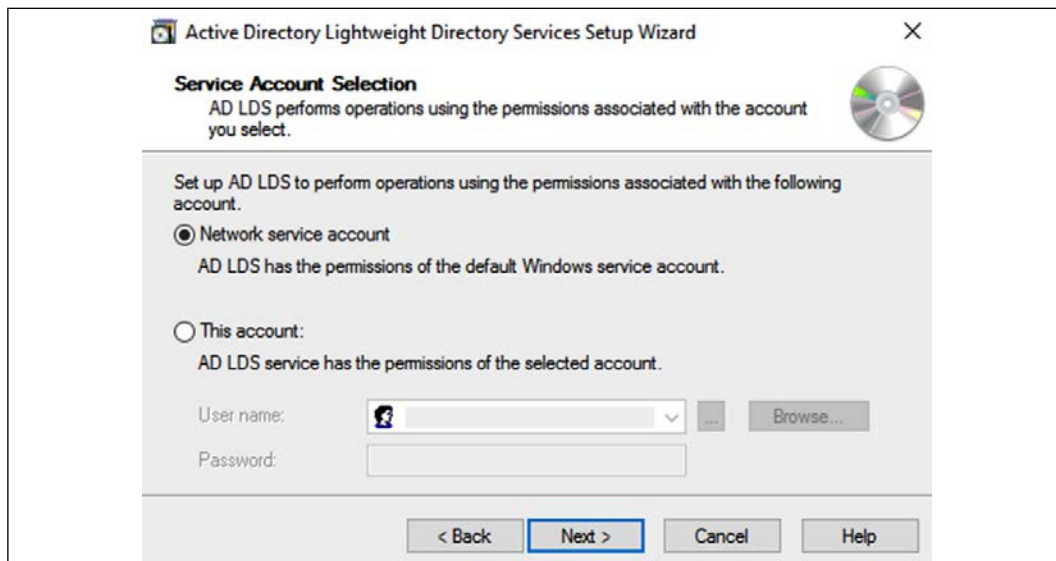 Active Directory Lightweight Directory Services Setup Wizard
Service Account Selection
AD LDS performs operations using the permissions associated with the account
you select.
Set up AD LDS to perform operations using the permissions associated with the following
account.
Network service account
AD LDS has the permissions of the default Windows service account.
This account:
AD LDS service has the permissions of the selected account.
User name:
... Browse...
Password:
< Back Next > Cancel Help